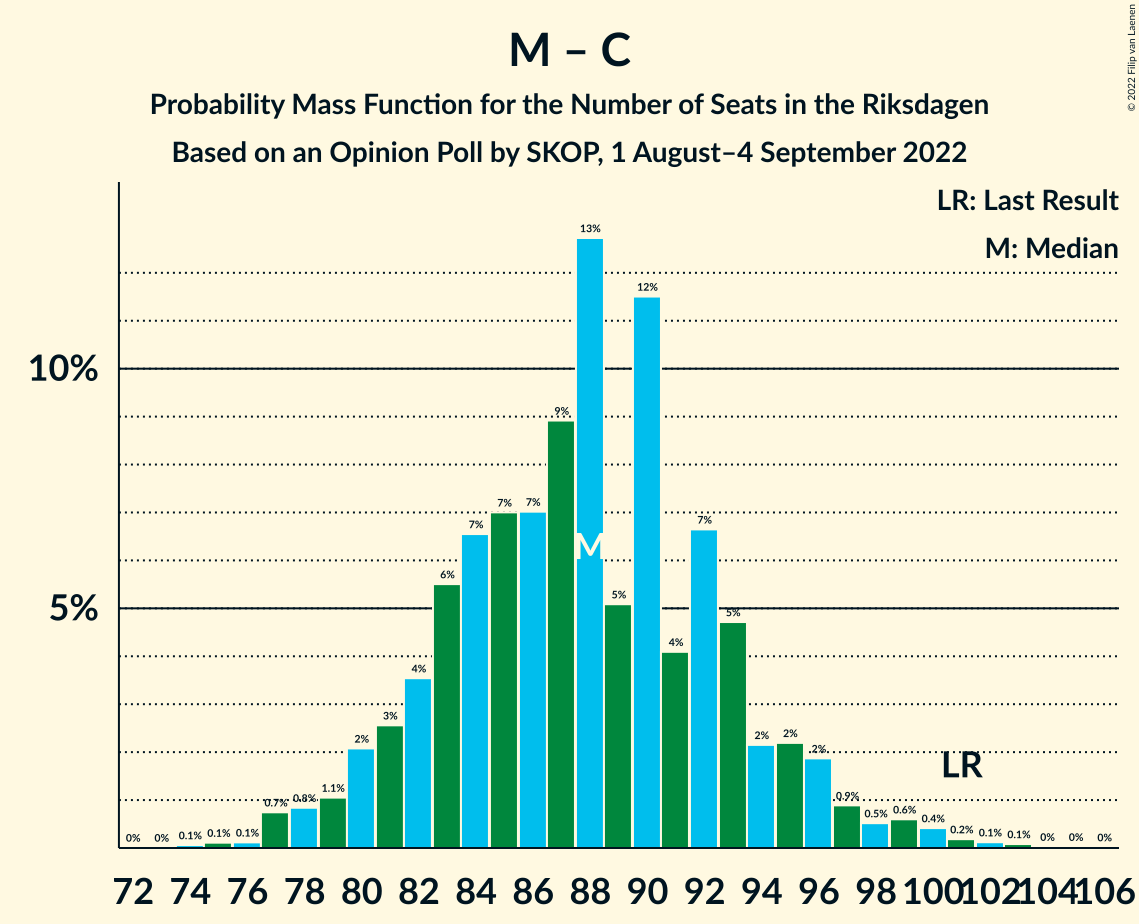 M – C
Probability Mass Function for the Number of Seats in the Riksdagen
Based on an Opinion Poll by SKOP, 1 August–4 September 2022
© 2022 Filip van Laenen
LR: Last Result
M: Median
10%
5%
0% 0% 0.1% 0.1% 0.1% 0.7% 0.8% 1.1% 2% 3% 4% 6% 7% 7% 7% 9% 13% 5% 12% 4% 7% 5% 2% 2% 2% 0.9% 0.5% 0.6% 0.4% 0.2% 0.1% 0.1% 0% 0% 0%
M
LR
72 74 76 78 80 82 84 86 88 90 92 94 96 98 100 102 104 106